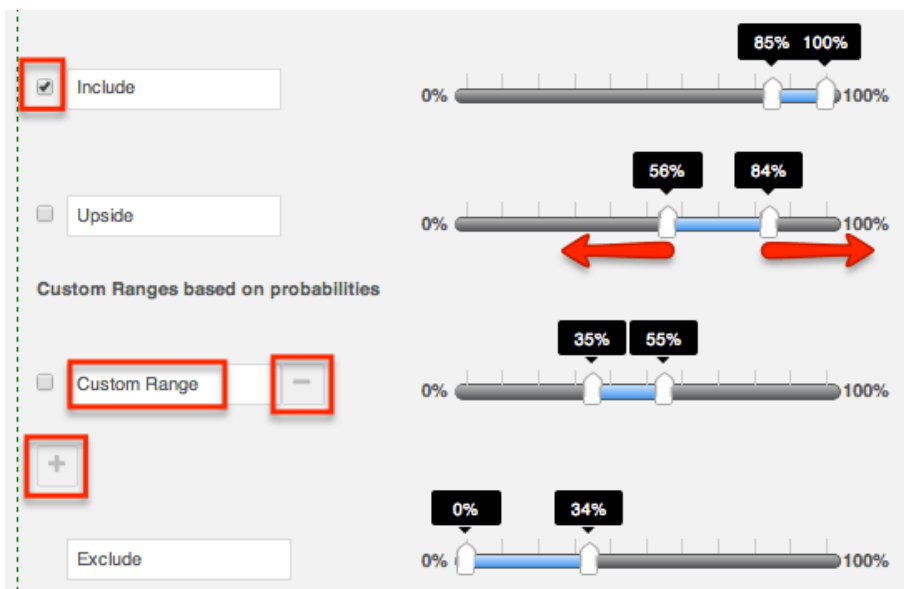 85% 100%
Include
0% 100%
56% 84%
Upside
0% 100%
Custom Ranges based on probabilities
35% 55%
Custom Range
0% 100%
0% 34%
Exclude
0% 100%